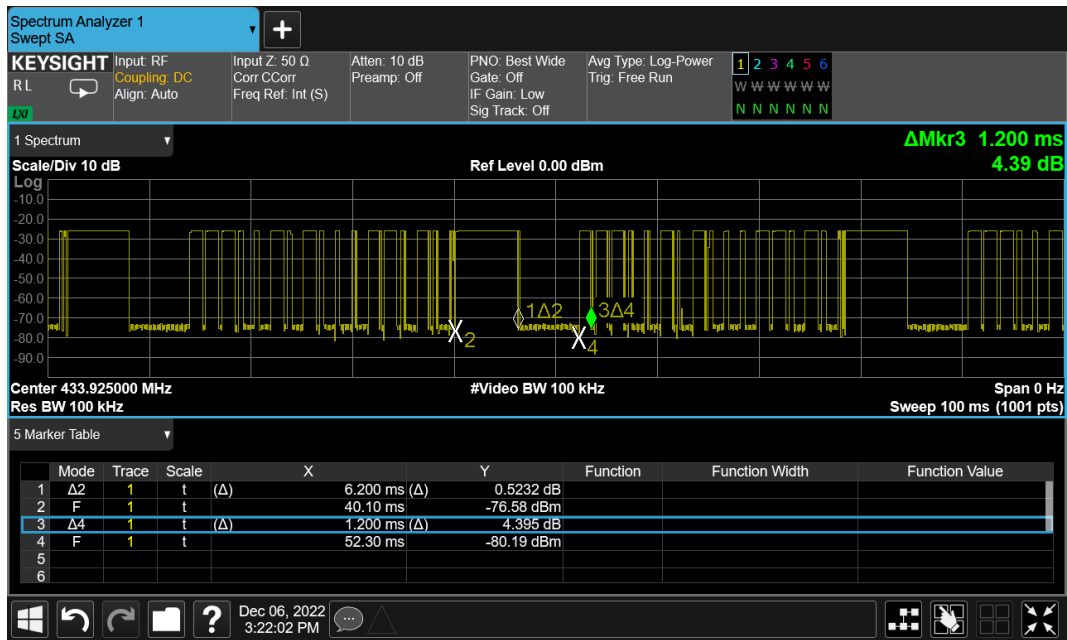 Spectrum Analyzer 1
Swept SA
KEYSIGHT Input: RF Input Z: 50 Ω Atten: 10 dB PNO: Best Wide Avg Type: Log-Power 1 2 3 4 5 6
RL Coupling: DC Corr CCorr Preamp: Off Gate: Off Trig: Free Run W W W W W W
Align: Auto Freq Ref: Int (S) IF Gain: Low
LXI Sig Track: Off N N N N N N
1 Spectrum ΔMkr3 1.200 ms
Scale/Div 10 dB Ref Level 0.00 dBm 4.39 dB
Log
-10.0
-20.0
-30.0
-40.0
-50.0
-60.0
-70.0 1Δ2 3Δ4
-80.0 2 4
-90.0
Center 433.925000 MHz #Video BW 100 kHz Span 0 Hz
Res BW 100 kHz Sweep 100 ms (1001 pts)
5 Marker Table
Mode Trace Scale X Y Function Function Width Function Value
1 Δ2 1 t (Δ) 6.200 ms (Δ) 0.5232 dB
2 F 1 t 40.10 ms -76.58 dBm
3 Δ4 1 t (Δ) 1.200 ms (Δ) 4.395 dB
4 F 1 t 52.30 ms -80.19 dBm
5
6
? Dec 06, 2022
3:22:02 PM